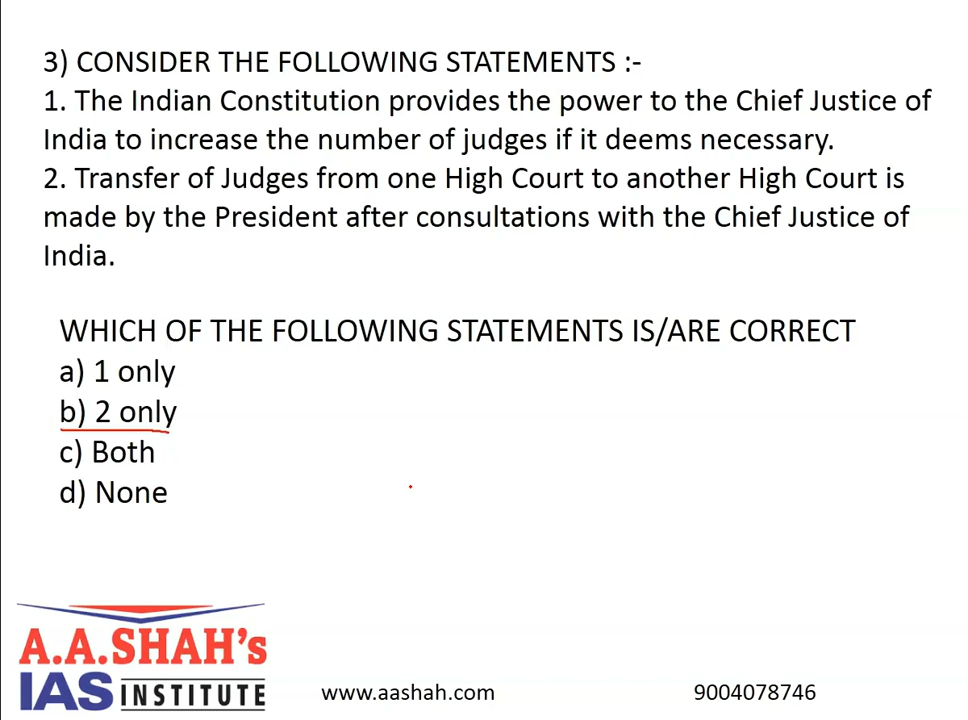 3) CONSIDER THE FOLLOWING STATEMENTS :-
1. The Indian Constitution provides the power to the Chief Justice of
India to increase the number of judges if it deems necessary.
2. Transfer of Judges from one High Court to another High Court is
made by the President after consultations with the Chief Justice of
India.
WHICH OF THE FOLLOWING STATEMENTS IS/ARE CORRECT
a) 1 only
b) 2 only
c) Both
d) None
A.A.SHAH's
IAS INSTITUTE
www.aashah.com
9004078746